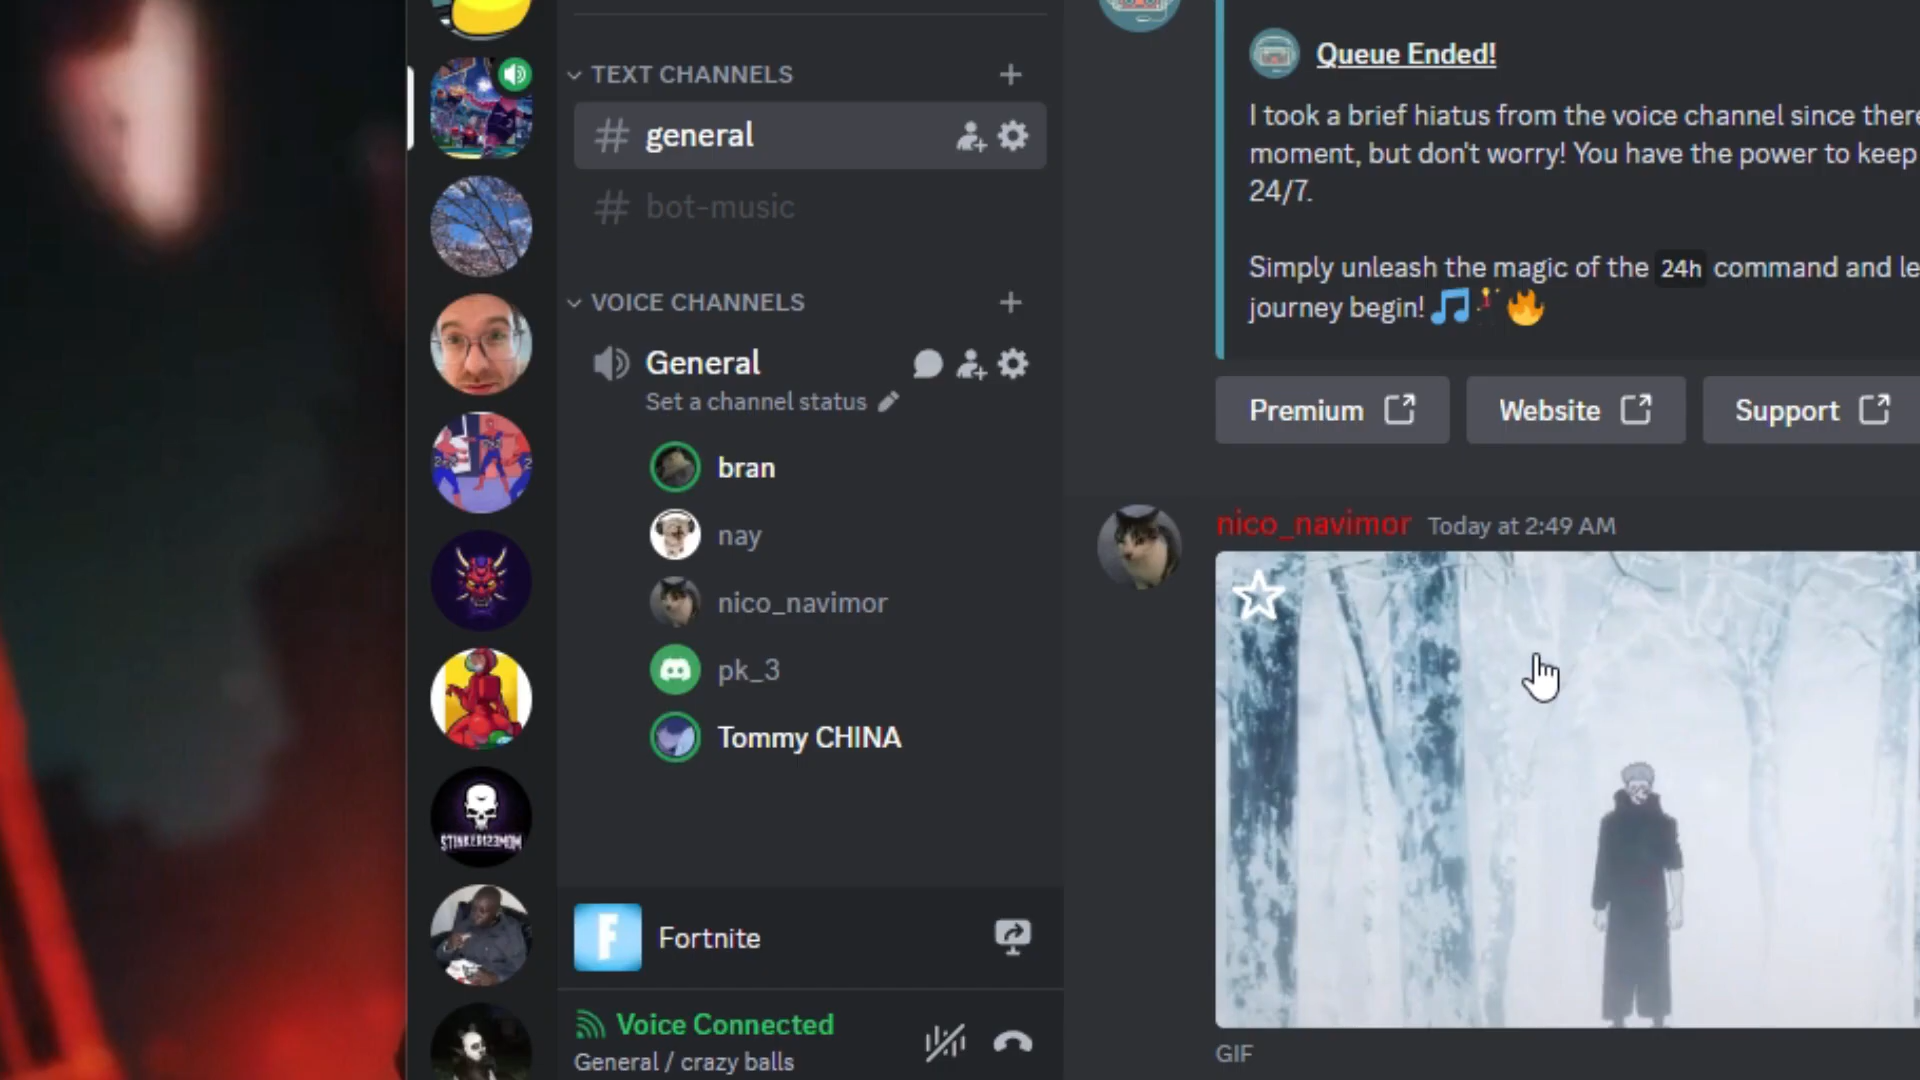 TEXT CHANNELS
general
bot-music
VOICE CHANNELS
General
Set a channel status
bran
nay
nico_navimor
pk_3
Tommy CHINA
STINKER123MOM
F
Fortnite
Voice Connected
General / crazy balls
Queue Ended!
I took a brief hiatus from the voice channel since there
moment, but don't worry! You have the power to keep
24/7.
Simply unleash the magic of the 24h command and le
journey begin!
Premium
Website
Support
nico_navimor Today at 2:49 AM
GIF